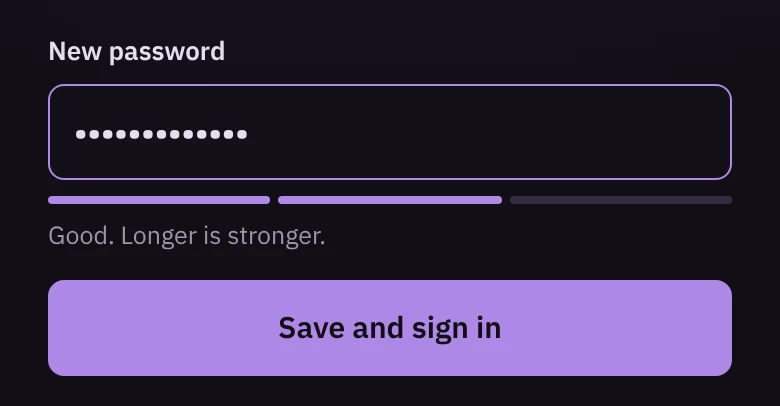 New password
•••••••••••••
Good. Longer is stronger.
Save and sign in